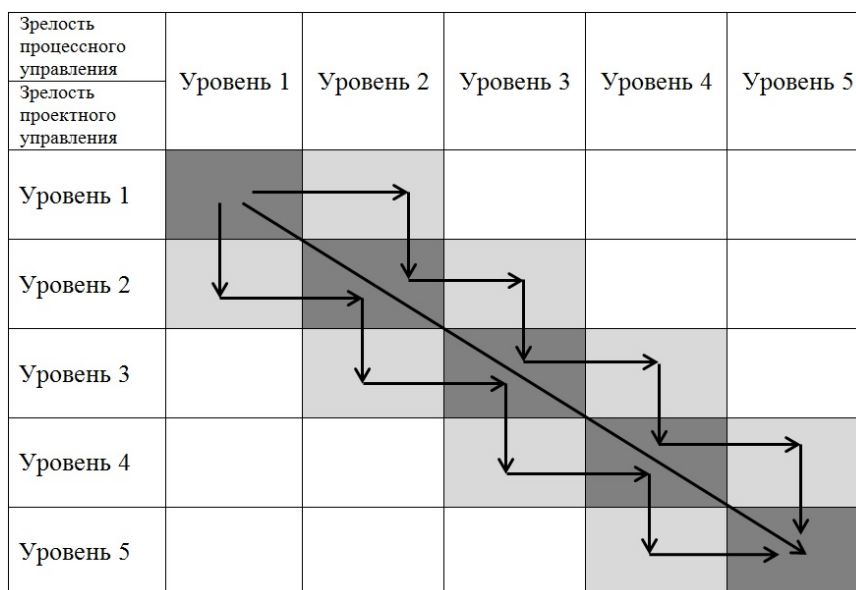 Зрелость
процессного
управления
Зрелость
проектного
управления
Уровень 1
Уровень 2
Уровень 3
Уровень 4
Уровень 5
Уровень 1
Уровень 2
Уровень 3
Уровень 4
Уровень 5